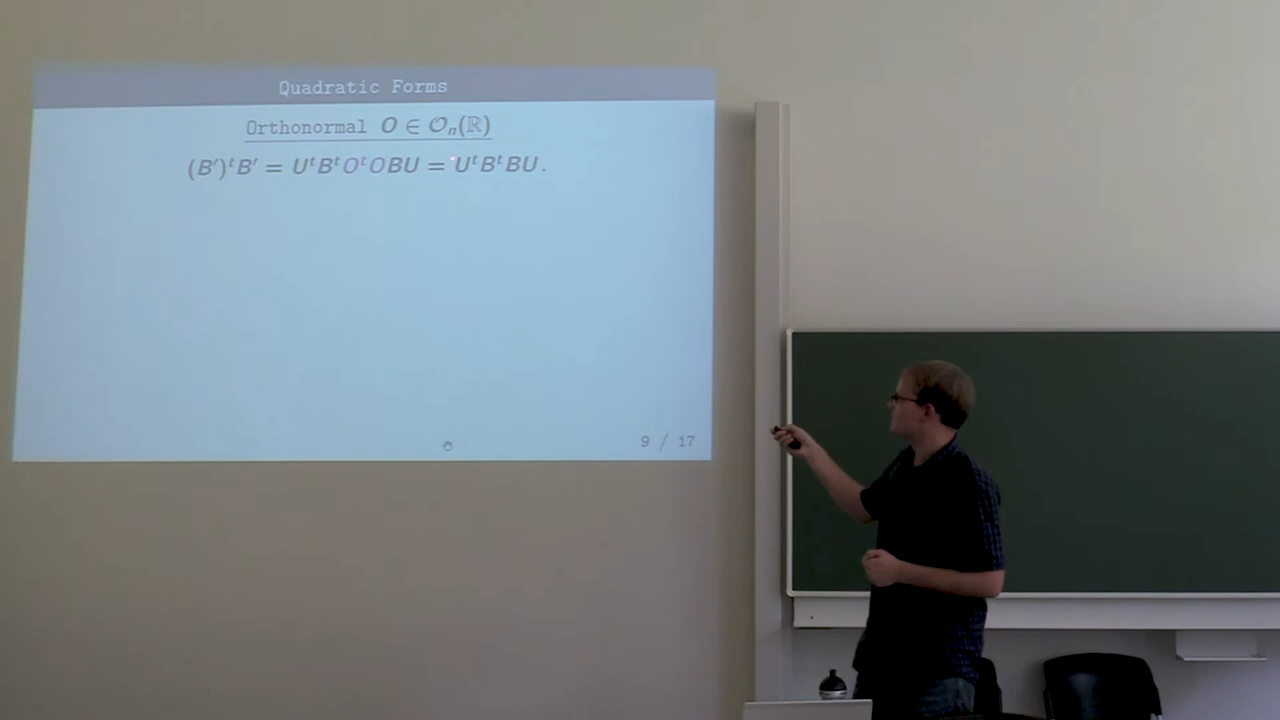 Quadratic Forms
Orthonormal O ∈ 𝒪ₙ(ℝ)
(B′)ᵗB′ = UᵗBᵗOᵗOBU = UᵗBᵗBU.
9 / 17